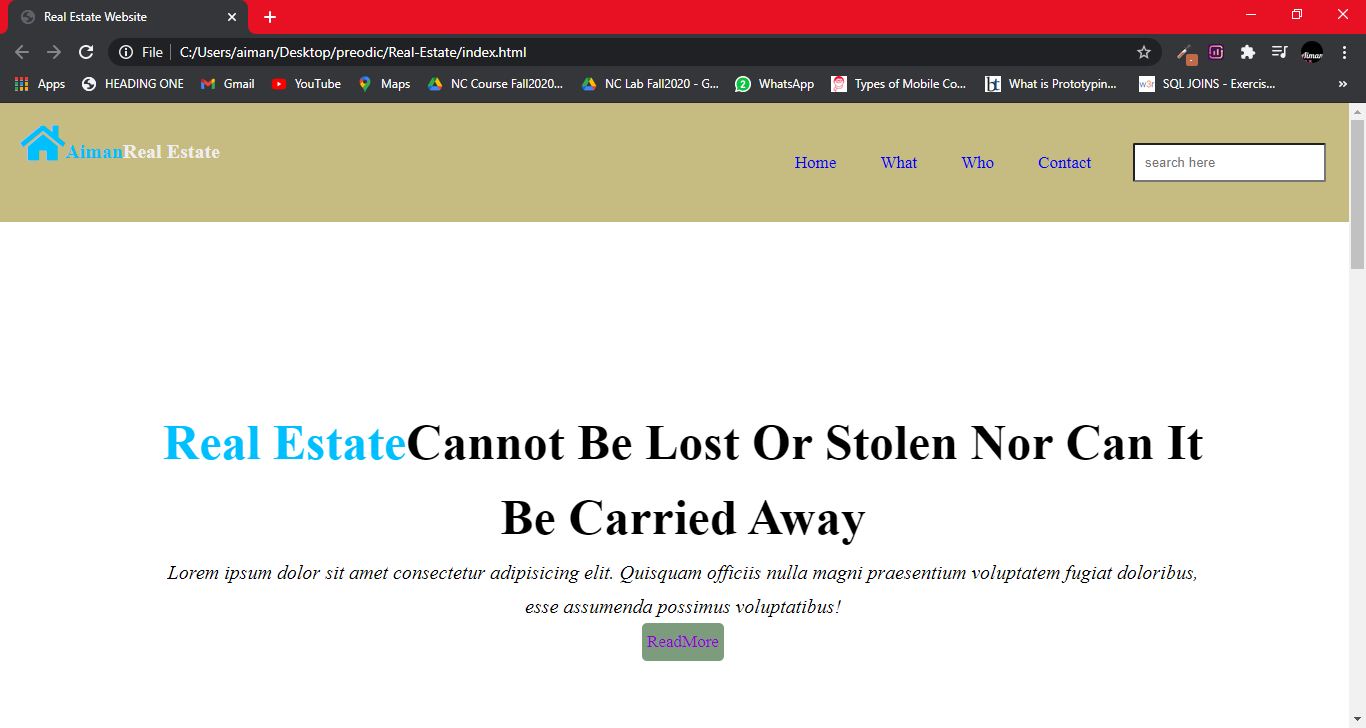 Real Estate Website
File C:/Users/aiman/Desktop/preodic/Real-Estate/index.html
Apps HEADING ONE Gmail YouTube Maps NC Course Fall2020... NC Lab Fall2020 - G... WhatsApp Types of Mobile Co... What is Prototypin... SQL JOINS - Exercis... »
AimanReal Estate
Home What Who Contact search here
Real EstateCannot Be Lost Or Stolen Nor Can It
Be Carried Away
Lorem ipsum dolor sit amet consectetur adipisicing elit. Quisquam officiis nulla magni praesentium voluptatem fugiat doloribus,
esse assumenda possimus voluptatibus!
ReadMore